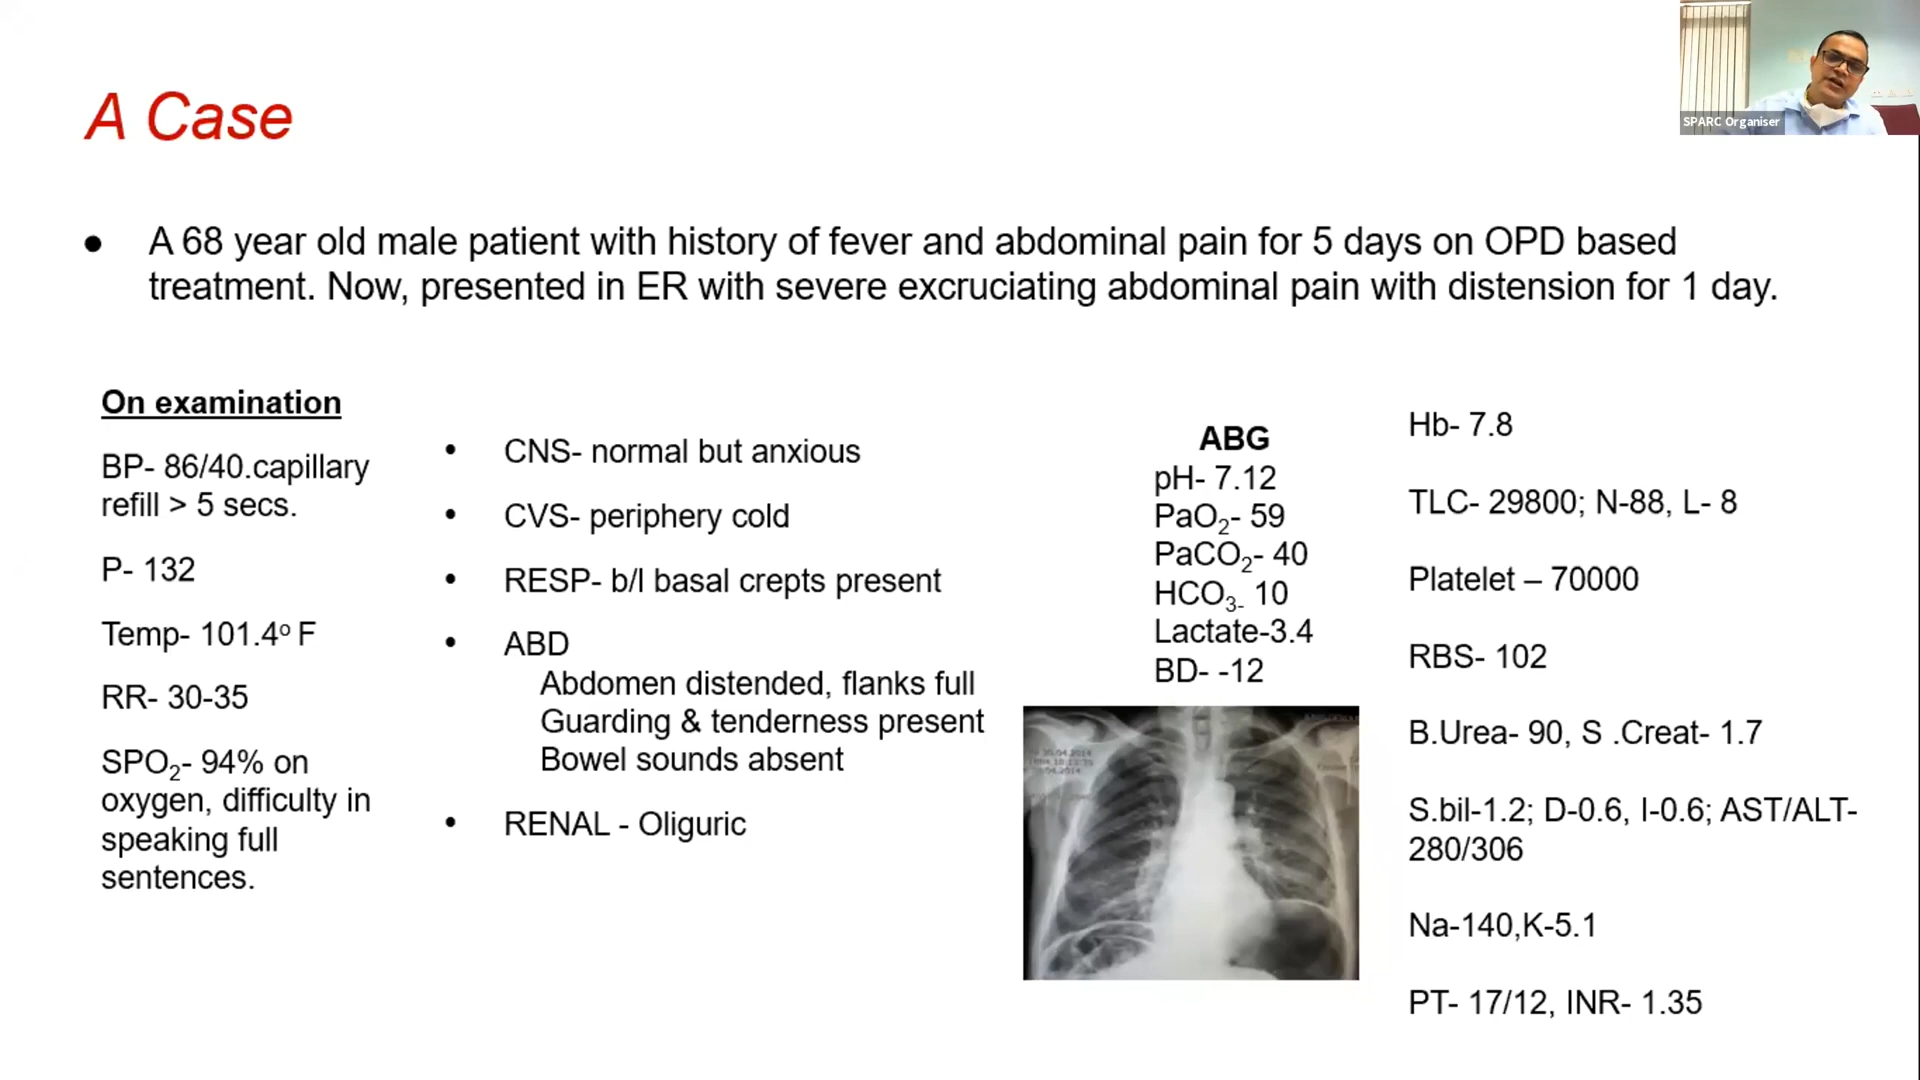 A Case
SPARC Organiser
● A 68 year old male patient with history of fever and abdominal pain for 5 days on OPD based
treatment. Now, presented in ER with severe excruciating abdominal pain with distension for 1 day.
On examination
BP- 86/40.capillary
refill > 5 secs.
P- 132
Temp- 101.4º F
RR- 30-35
SPO₂- 94% on
oxygen, difficulty in
speaking full
sentences.
• CNS- normal but anxious
• CVS- periphery cold
• RESP- b/l basal crepts present
• ABD
Abdomen distended, flanks full
Guarding & tenderness present
Bowel sounds absent
• RENAL - Oliguric
ABG
pH- 7.12
PaO₂- 59
PaCO₂- 40
HCO₃₋ 10
Lactate-3.4
BD- -12
Hb- 7.8
TLC- 29800; N-88, L- 8
Platelet – 70000
RBS- 102
B.Urea- 90, S .Creat- 1.7
S.bil-1.2; D-0.6, I-0.6; AST/ALT-
280/306
Na-140,K-5.1
PT- 17/12, INR- 1.35